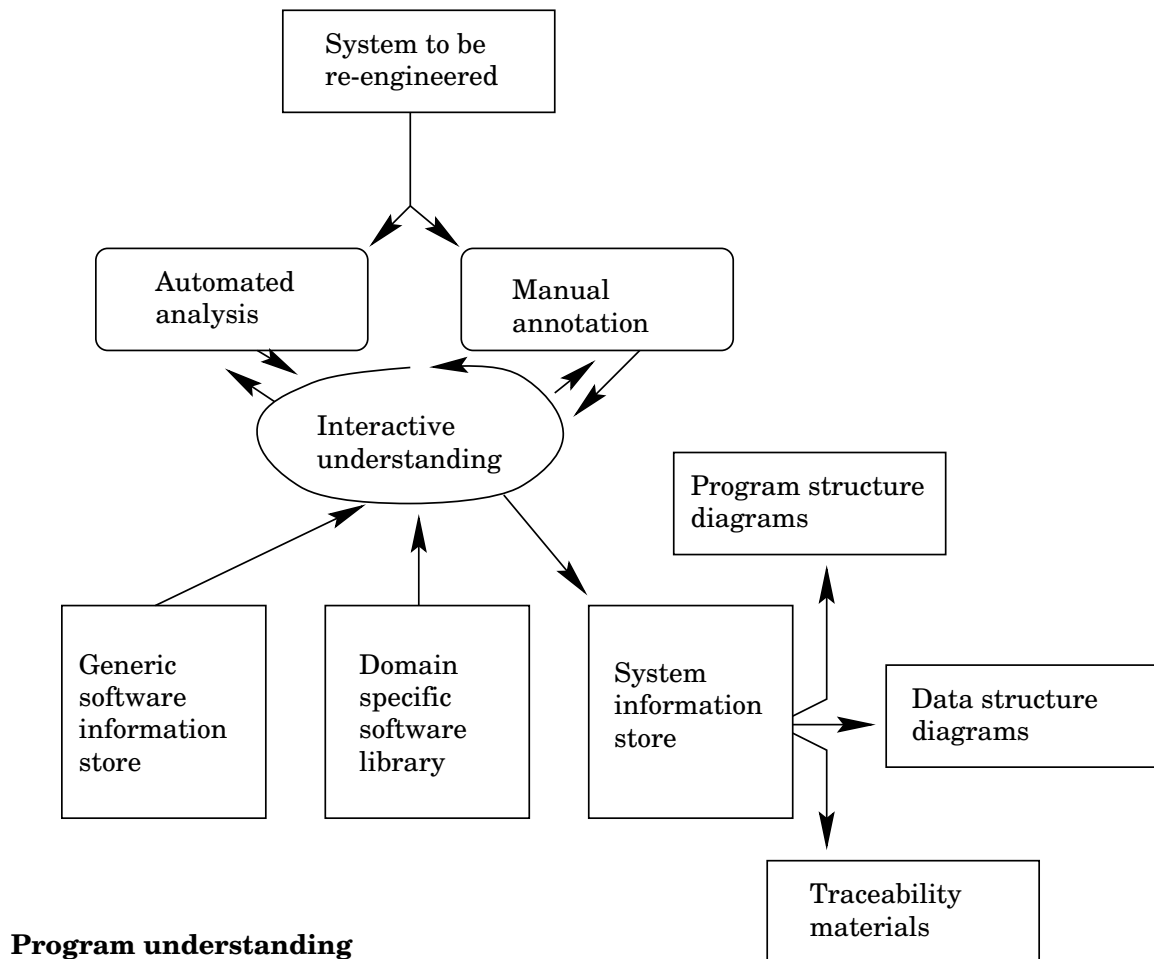 System to be
re-engineered
Automated
analysis
Manual
annotation
Interactive
understanding
Program structure
diagrams
Generic
software
information
store
Domain
specific
software
library
System
information
store
Data structure
diagrams
Traceability
materials
Program understanding